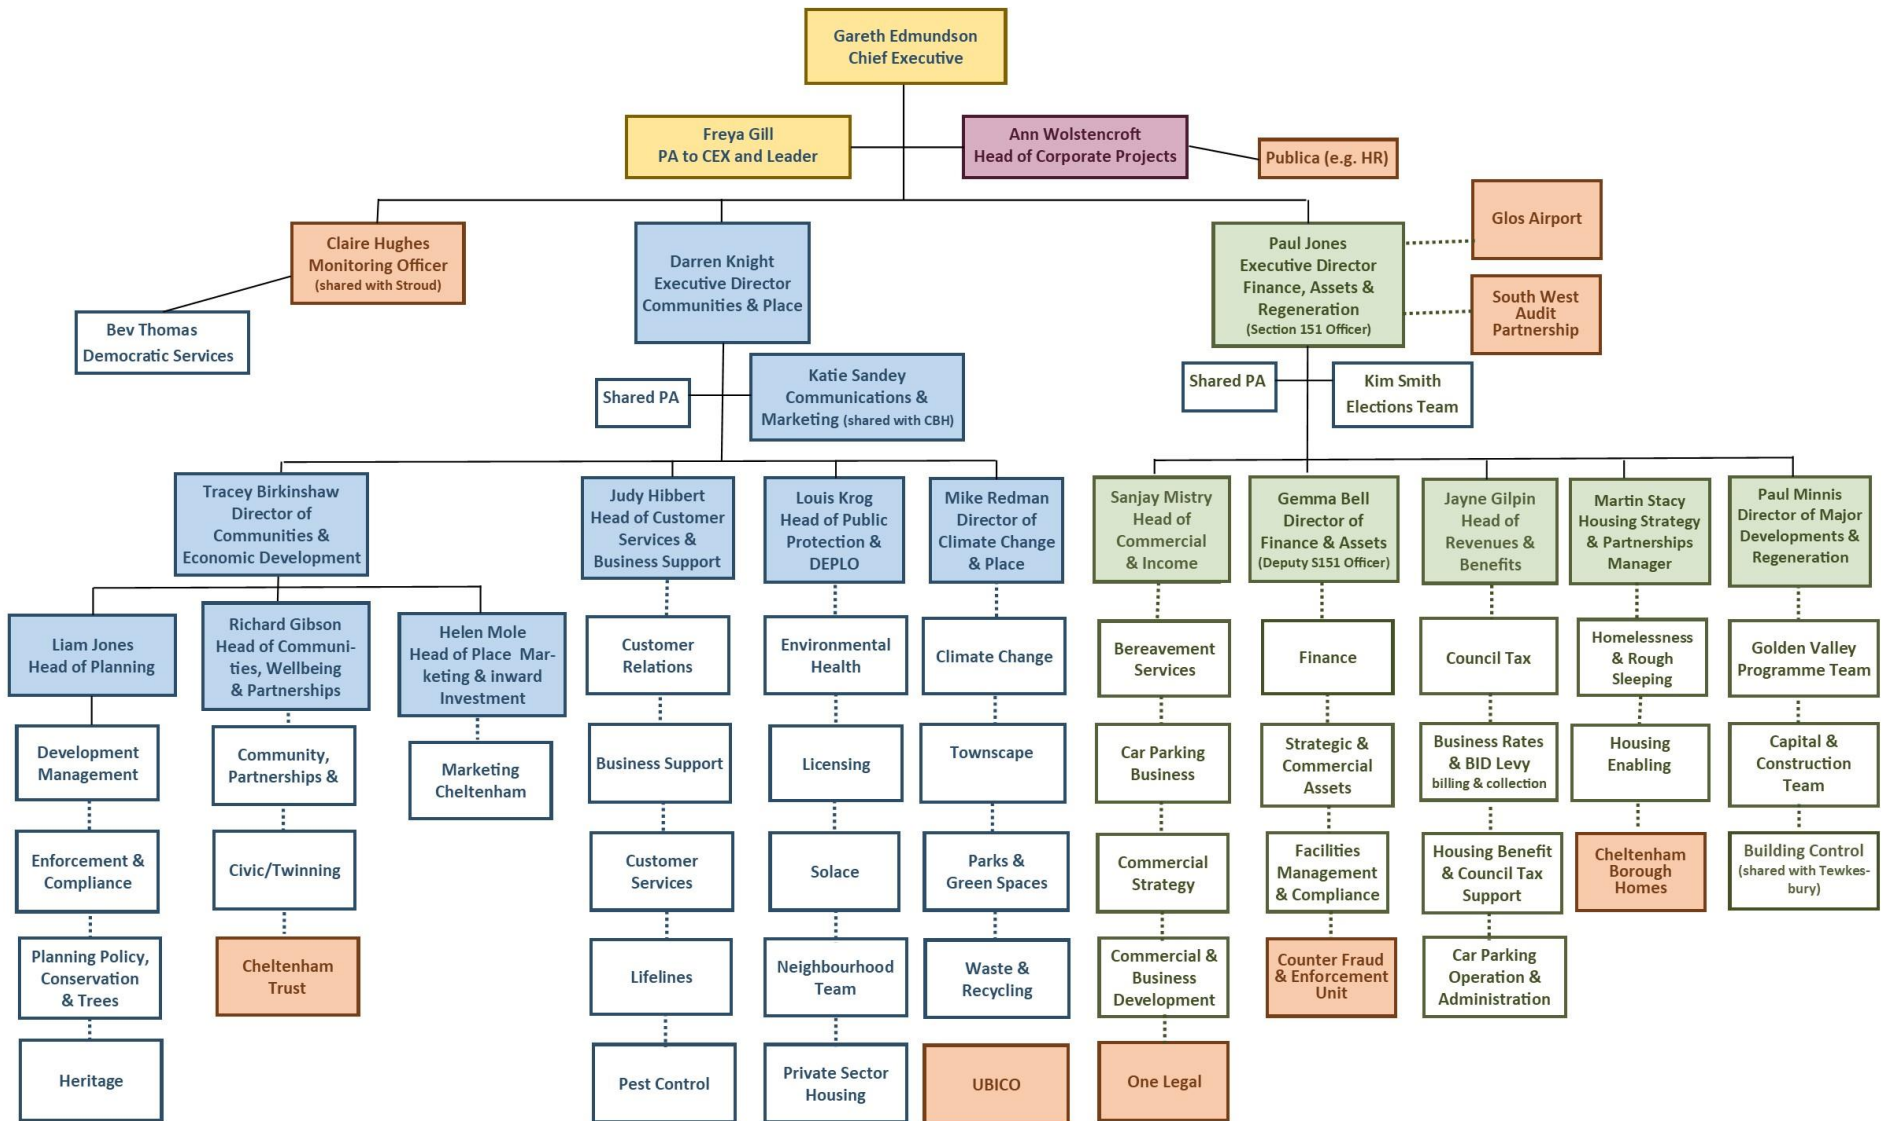 Gareth Edmundson
Chief Executive
Freya Gill
PA to CEX and Leader
Ann Wolstencroft
Head of Corporate Projects
Publica (e.g. HR)
Glos Airport
South West
Audit
Partnership
Claire Hughes
Monitoring Officer
(shared with Stroud)
Darren Knight
Executive Director
Communities & Place
Paul Jones
Executive Director
Finance, Assets &
Regeneration
(Section 151 Officer)
Bev Thomas
Democratic Services
Shared PA
Katie Sandey
Communications &
Marketing (shared with CBH)
Shared PA
Kim Smith
Elections Team
Tracey Birkinshaw
Director of
Communities &
Economic Development
Judy Hibbert
Head of Customer
Services &
Business Support
Louis Krog
Head of Public
Protection &
DEPLO
Mike Redman
Director of
Climate Change
& Place
Sanjay Mistry
Head of
Commercial
& Income
Gemma Bell
Director of
Finance & Assets
(Deputy S151 Officer)
Jayne Gilpin
Head of
Revenues &
Benefits
Martin Stacy
Housing Strategy
& Partnerships
Manager
Paul Minnis
Director of Major
Developments &
Regeneration
Liam Jones
Head of Planning
Richard Gibson
Head of Communi-
ties, Wellbeing
& Partnerships
Helen Mole
Head of Place Mar-
keting & inward
Investment
Customer
Relations
Environmental
Health
Climate Change
Bereavement
Services
Finance
Council Tax
Homelessness
& Rough
Sleeping
Golden Valley
Programme Team
Development
Management
Community,
Partnerships &
Marketing
Cheltenham
Business Support
Licensing
Townscape
Car Parking
Business
Strategic &
Commercial
Assets
Business Rates
& BID Levy
billing & collection
Housing
Enabling
Capital &
Construction
Team
Enforcement &
Compliance
Civic/Twinning
Customer
Services
Solace
Parks &
Green Spaces
Commercial
Strategy
Facilities
Management
& Compliance
Housing Benefit
& Council Tax
Support
Cheltenham
Borough
Homes
Building Control
(shared with Tewkes-
bury)
Planning Policy,
Conservation
& Trees
Cheltenham
Trust
Lifelines
Neighbourhood
Team
Waste &
Recycling
Commercial &
Business
Development
Counter Fraud
& Enforcement
Unit
Car Parking
Operation &
Administration
Heritage
Pest Control
Private Sector
Housing
UBICO
One Legal